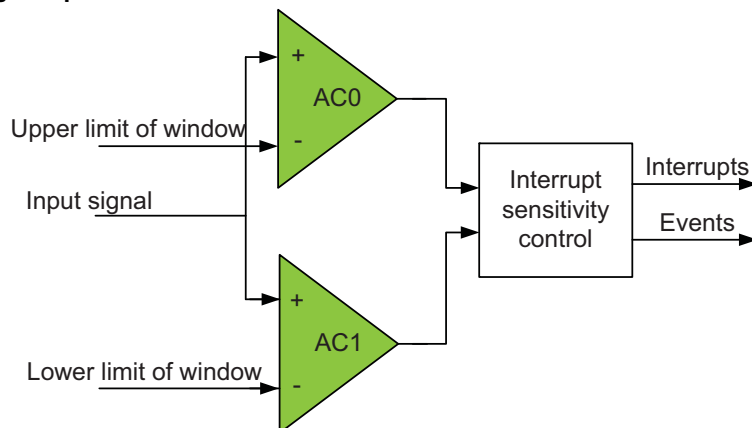 +
AC0
Upper limit of window
-
Interrupts
Input signal
Interrupt
sensitivity
control
Events
+
AC1
Lower limit of window
-